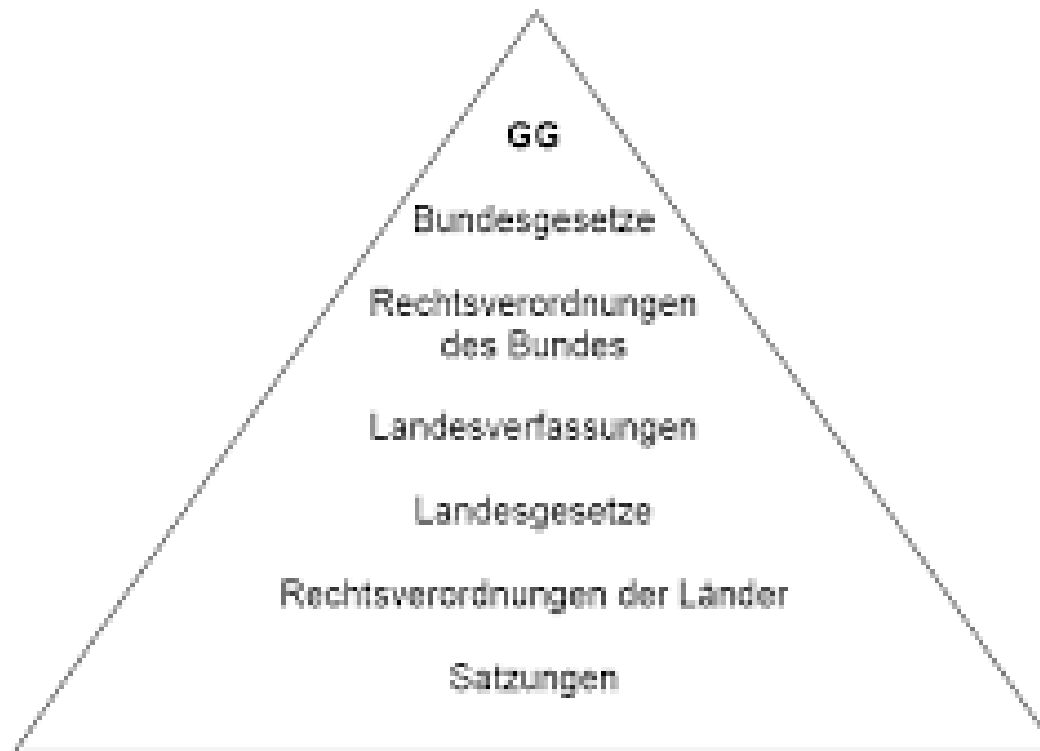 GG
Bundesgesetze
Rechtsverordnungen
des Bundes
Landesverfassungen
Landesgesetze
Rechtsverordnungen der Länder
Satzungen